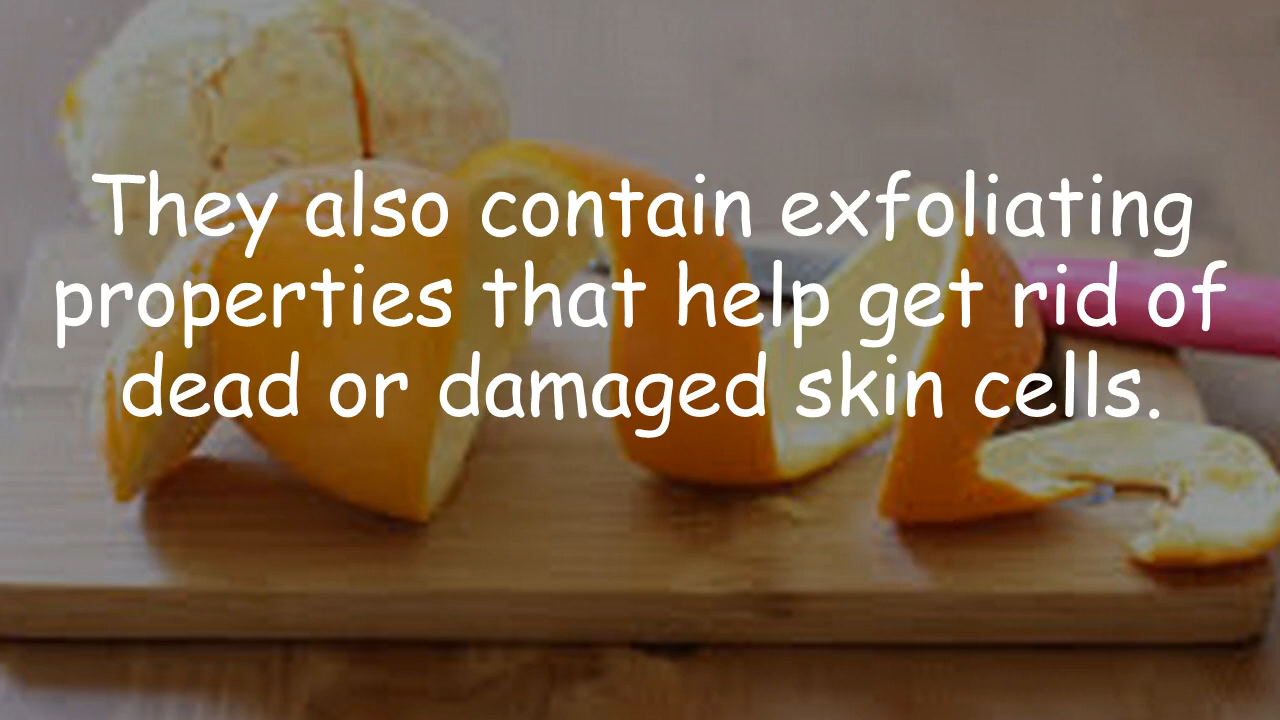 They also contain exfoliating
properties that help get rid of
dead or damaged skin cells.